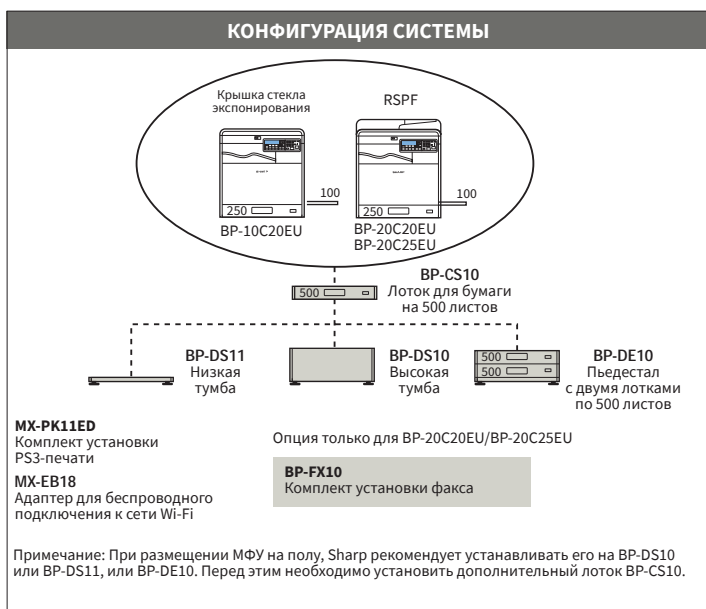 КОНФИГУРАЦИЯ СИСТЕМЫ
Крышка стекла
экспонирования
RSPF
100
250
BP-10C20EU
100
250
BP-20C20EU
BP-20C25EU
BP-CS10
500
Лоток для бумаги
на 500 листов
BP-DS11
Низкая
тумба
BP-DS10
Высокая
тумба
500
500
BP-DE10
Пьедестал
с двумя лотками
по 500 листов
MX-PK11ED
Комплект установки
PS3-печати
MX-EB18
Адаптер для беспроводного
подключения к сети Wi-Fi
Опция только для BP-20C20EU/BP-20C25EU
BP-FX10
Комплект установки факса
Примечание: При размещении МФУ на полу, Sharp рекомендует устанавливать его на BP-DS10
или BP-DS11, или BP-DE10. Перед этим необходимо установить дополнительный лоток BP-CS10.